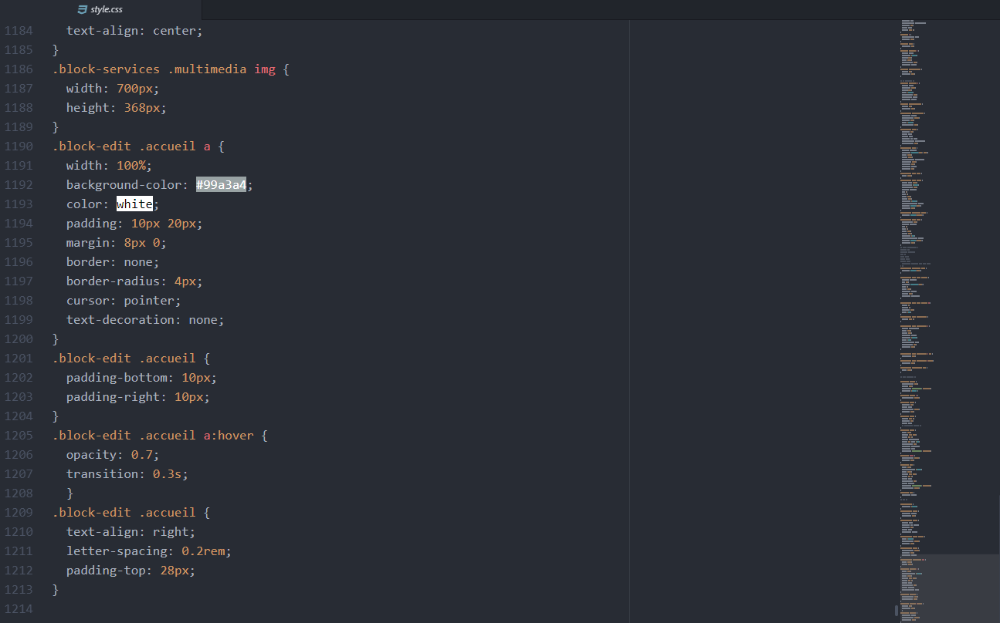 style.css
1184 text-align: center;
1185 }
1186 .block-services .multimedia img {
1187 width: 700px;
1188 height: 368px;
1189 }
1190 .block-edit .accueil a {
1191 width: 100%;
1192 background-color: #99a3a4;
1193 color: white;
1194 padding: 10px 20px;
1195 margin: 8px 0;
1196 border: none;
1197 border-radius: 4px;
1198 cursor: pointer;
1199 text-decoration: none;
1200 }
1201 .block-edit .accueil {
1202 padding-bottom: 10px;
1203 padding-right: 10px;
1204 }
1205 .block-edit .accueil a:hover {
1206 opacity: 0.7;
1207 transition: 0.3s;
1208 }
1209 .block-edit .accueil {
1210 text-align: right;
1211 letter-spacing: 0.2rem;
1212 padding-top: 28px;
1213 }
1214